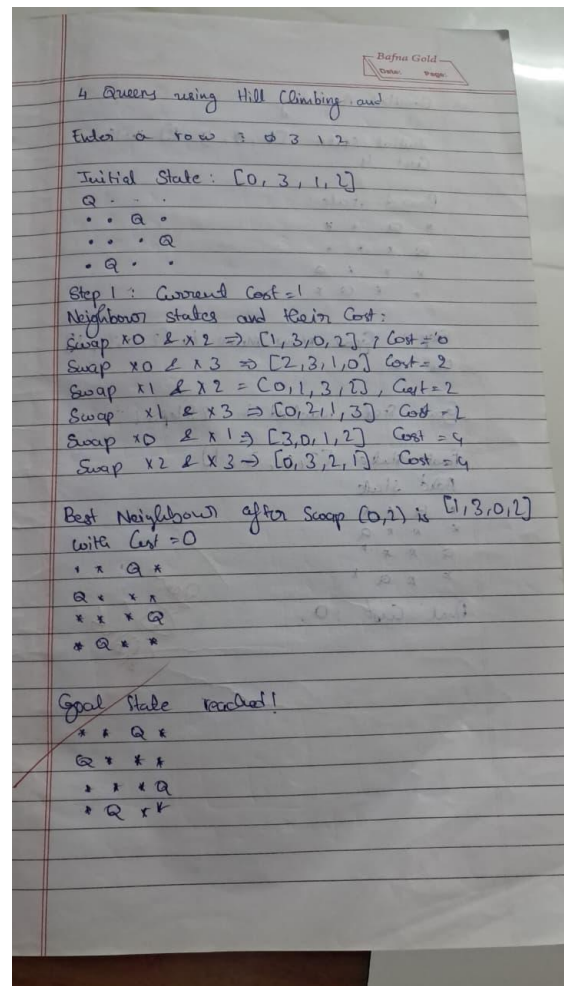 Bafna Gold
Date: Page:
4 Queens using Hill Climbing and
Enter a row : 0 3 1 2
Initial State : [0, 3, 1, 2]
Q . . .
. . Q .
. . . Q
. Q . .
Step 1 : Current Cost = 1
Neighbour states and their Cost:
Swap x0 & x2 => [1, 3, 0, 2] , Cost = 0
Swap x0 & x3 => [2, 3, 1, 0] Cost = 2
Swap x1 & x2 = [0, 1, 3, 2], Cost = 2
Swap x1 & x3 => [0, 2, 1, 3] Cost = 2
Swap x0 & x1 => [3, 0, 1, 2] Cost = 4
Swap x2 & x3 -> [0, 3, 2, 1] Cost = 4
Best Neighbour after Swap (0,2) is [1, 3, 0, 2]
with Cost = 0
* * Q *
Q * * *
* * * Q
* Q * *
Goal State reached!
* * Q *
Q * * *
* * * Q
* Q * *